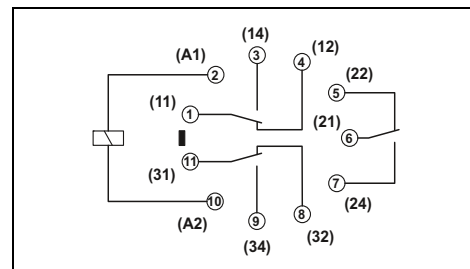 (14) (12)
(A1) 3 4 (22)
2 5
(11) (21)
1 6
11
(31) 7
10 9 8 (24)
(A2) (32)
(34)